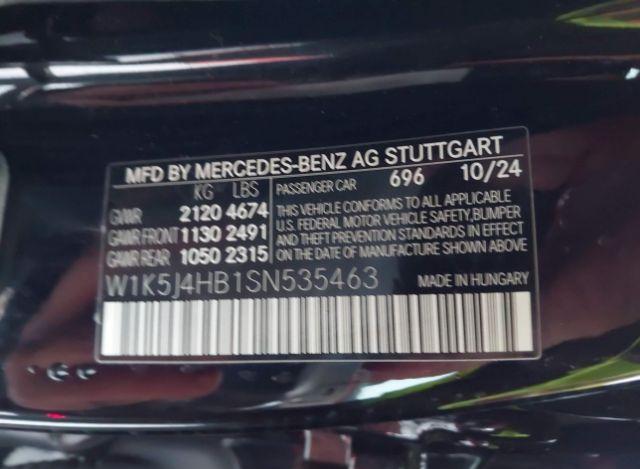 MFD BY MERCEDES-BENZ AG STUTTGART
KG LBS
GVWR 2120 4674
GAWR FRONT 1130 2491
GAWR REAR 1050 2315
PASSENGER CAR 696 10/24
THIS VEHICLE CONFORMS TO ALL APPLICABLE
U.S. FEDERAL MOTOR VEHICLE SAFETY,BUMPER
AND THEFT PREVENTION STANDARDS IN EFFECT
ON THE DATE OF MANUFACTURE SHOWN ABOVE
W1K5J4HB1SN535463 MADE IN HUNGARY